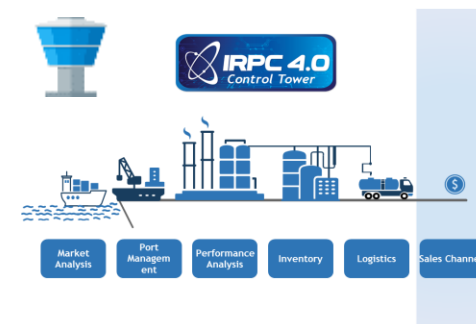 IRPC 4.0
Control Tower
$
Market
Analysis
Port
Managem
ent
Performance
Analysis
Inventory
Logistics
Sales Channe